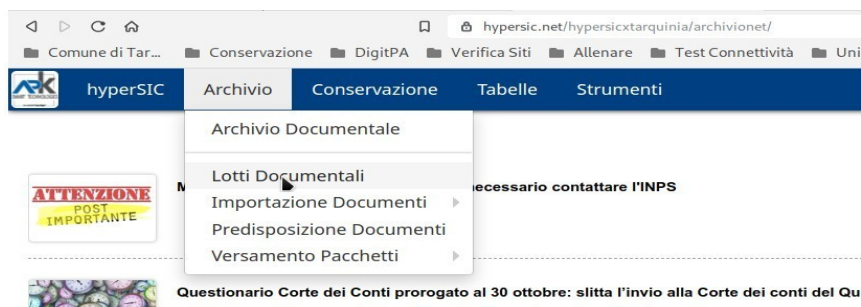 hypersic.net/hypersicxtarquinia/archivionet/
Comune di Tar... Conservazione DigitPA Verifica Siti Allenare Test Connettività Uni
APK hyperSIC Archivio Conservazione Tabelle Strumenti
Archivio Documentale
Lotti Documentali
Importazione Documenti
Predisposizione Documenti
Versamento Pacchetti
ATTENZIONE
POST
IMPORTANTE
ecessario contattare l'INPS
Questionario Corte dei Conti prorogato al 30 ottobre: slitta l'invio alla Corte dei conti del Qu